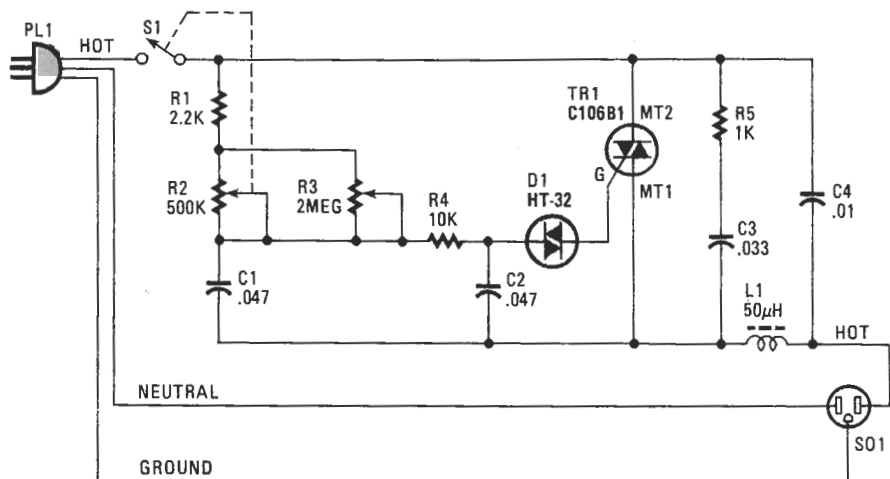 PL1
HOT
S1
R1
2.2K
TR1
C106B1
MT2
R5
1K
R2
500K
R3
2MEG
R4
10K
D1
HT-32
G
MT1
C4
.01
C1
.047
C2
.047
C3
.033
L1
50µH
HOT
NEUTRAL
SO1
GROUND